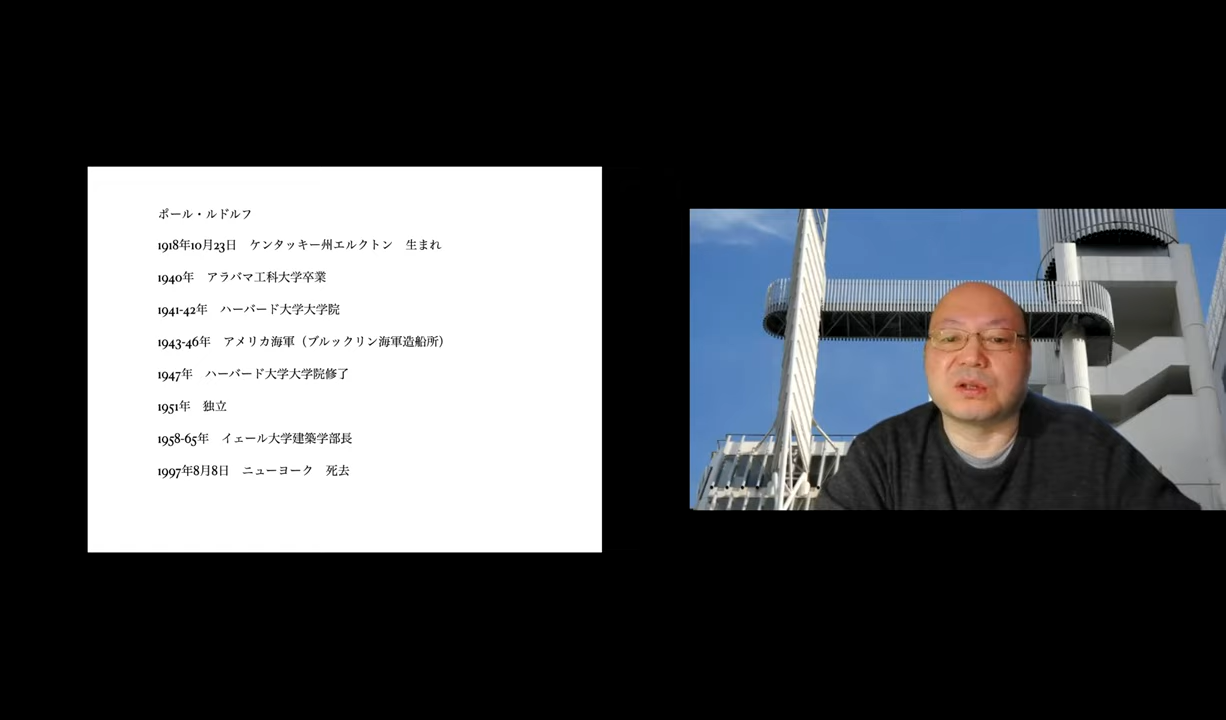 ポール・ルドルフ
1918年10月23日　ケンタッキー州エルクトン　生まれ
1940年　アラバマ工科大学卒業
1941-42年　ハーバード大学大学院
1943-46年　アメリカ海軍（ブルックリン海軍造船所）
1947年　ハーバード大学大学院修了
1951年　独立
1958-65年　イェール大学建築学部長
1997年8月8日　ニューヨーク　死去